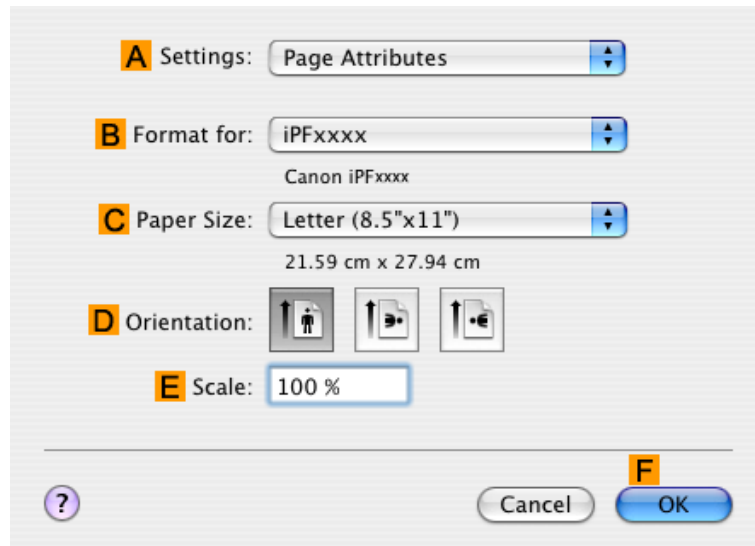 A Settings: Page Attributes
B Format for: iPFxxxx
Canon iPFxxxx
C Paper Size: Letter (8.5"x11")
21.59 cm x 27.94 cm
D Orientation:
E Scale: 100 %
F
? Cancel OK